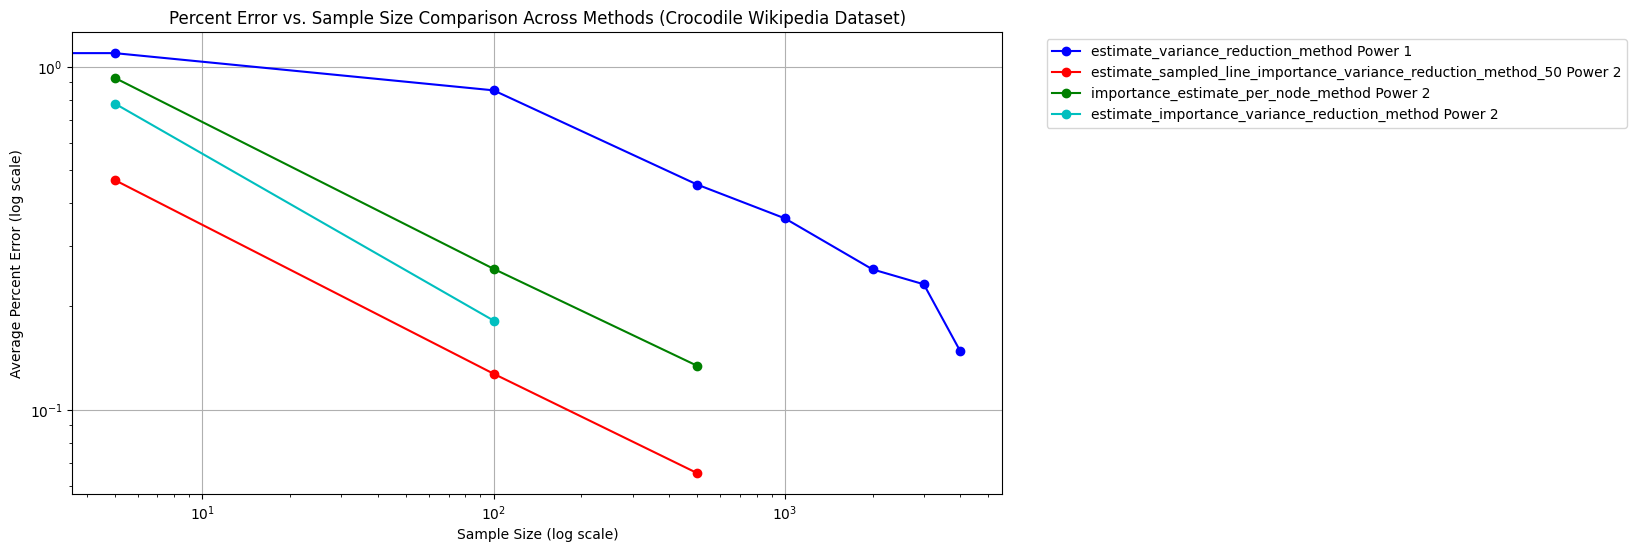 Percent Error vs. Sample Size Comparison Across Methods (Crocodile Wikipedia Dataset)
estimate_variance_reduction_method Power 1
estimate_sampled_line_importance_variance_reduction_method_50 Power 2
importance_estimate_per_node_method Power 2
estimate_importance_variance_reduction_method Power 2
Average Percent Error (log scale)
10⁰
10⁻¹
10¹
10²
10³
Sample Size (log scale)